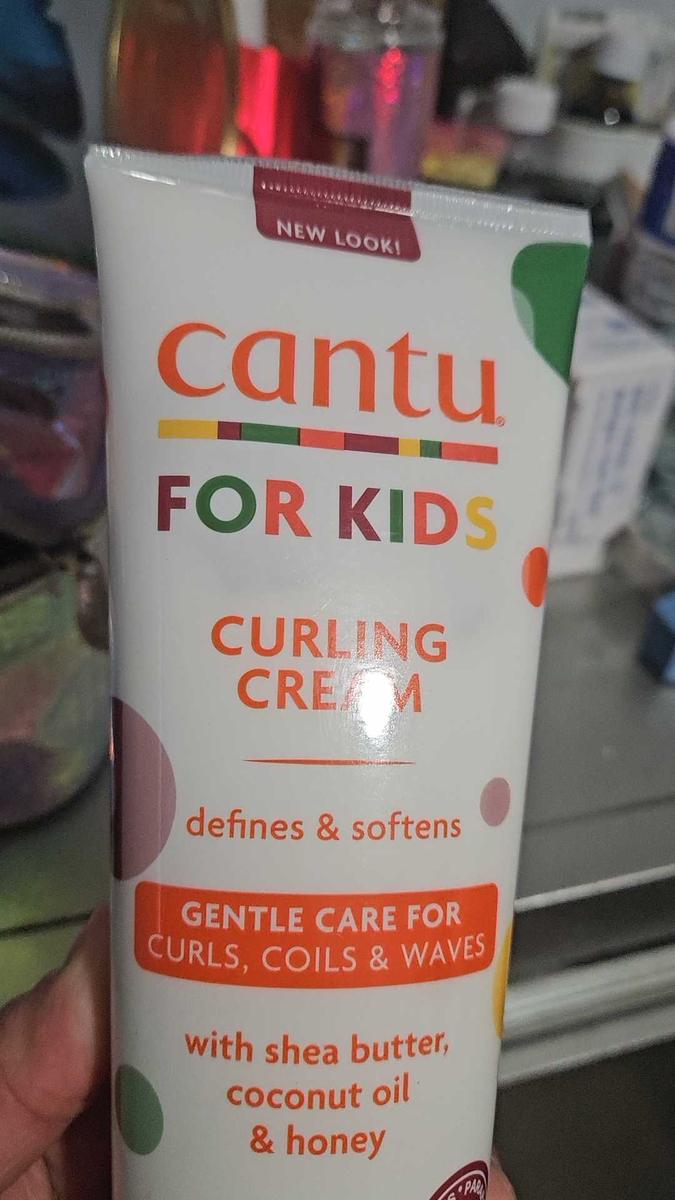 NEW LOOK!
cantu®
FOR KIDS
CURLING
CREAM
defines & softens
GENTLE CARE FOR
CURLS, COILS & WAVES
with shea butter,
coconut oil
& honey